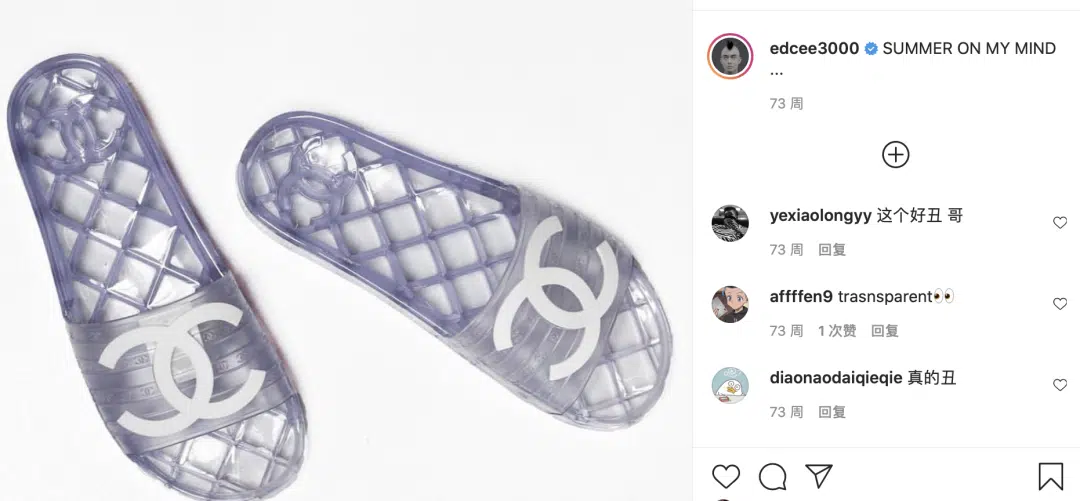 edcee3000 SUMMER ON MY MIND
...
73 周
yexiaolongyy 这个好丑 哥
73 周 回复
affffen9 trasnsparent👀
73 周 1 次赞 回复
diaonaodaiqieqie 真的丑
73 周 回复